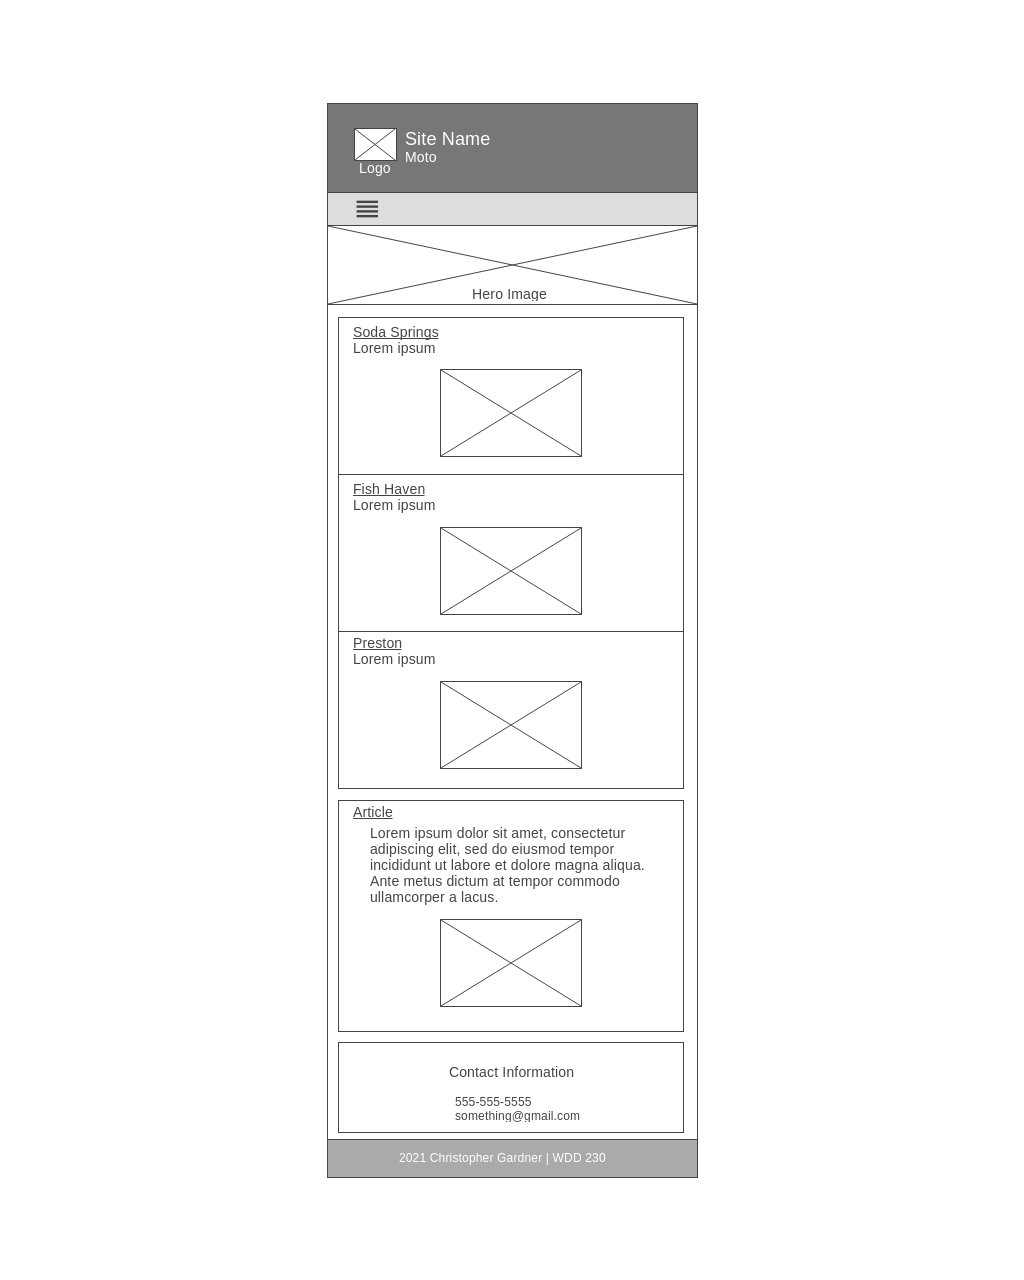 Site Name
Moto
Logo
Hero Image
Soda Springs
Lorem ipsum
Fish Haven
Lorem ipsum
Preston
Lorem ipsum
Article
Lorem ipsum dolor sit amet, consectetur
adipiscing elit, sed do eiusmod tempor
incididunt ut labore et dolore magna aliqua.
Ante metus dictum at tempor commodo
ullamcorper a lacus.
Contact Information
555-555-5555
something@gmail.com
2021 Christopher Gardner | WDD 230